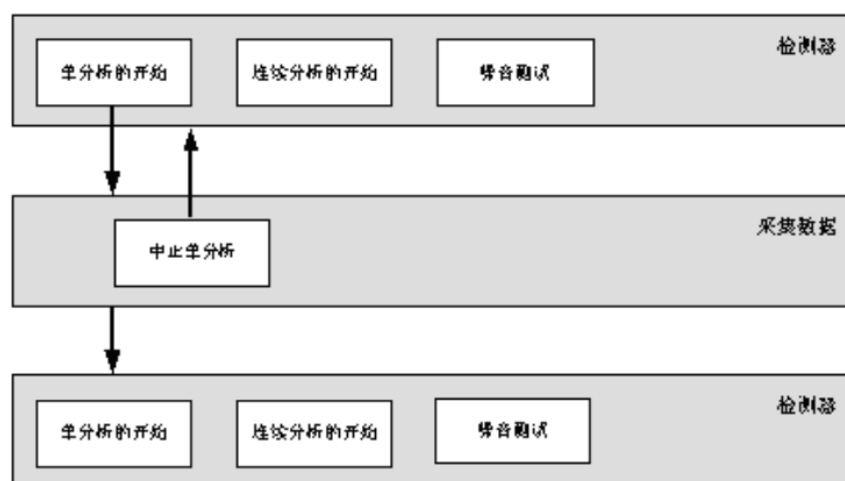 检测器
单分析的开始
连续分析的开始
噪音测试
采集数据
中止单分析
检测器
单分析的开始
连续分析的开始
噪音测试